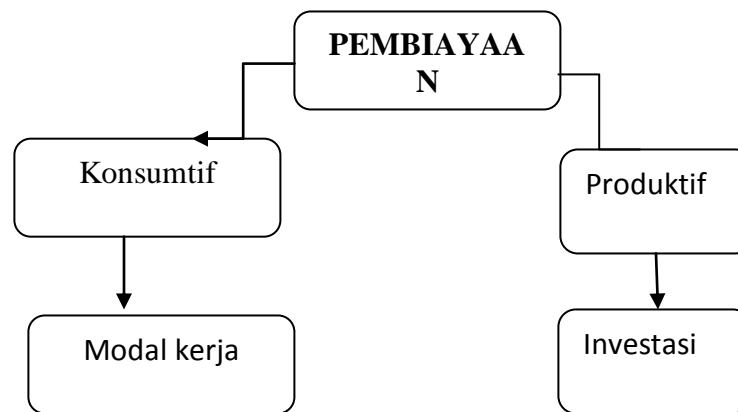 PEMBIAYAA
N
Konsumtif
Produktif
Modal kerja
Investasi